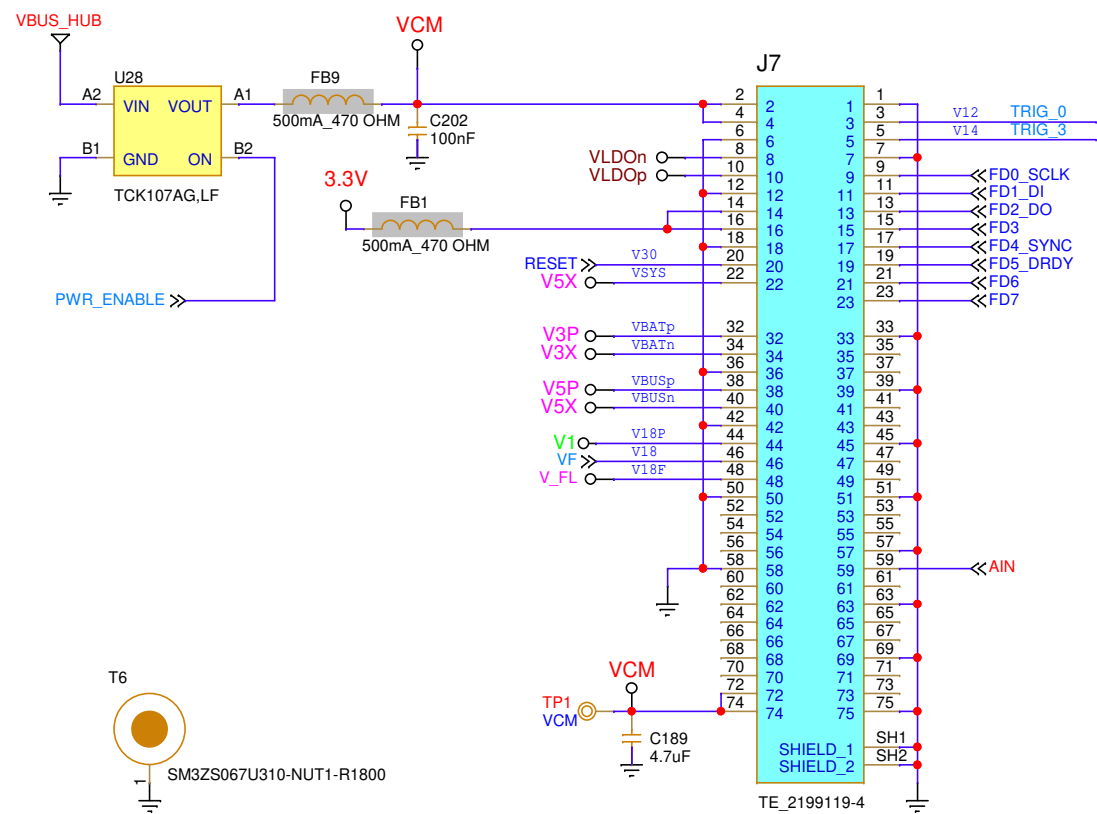 VBUS_HUB
U28
A2 VIN VOUT A1
B1 GND ON B2
TCK107AG,LF
PWR_ENABLE
FB9
500mA_470 OHM
VCM
C202
100nF
3.3V
FB1
500mA_470 OHM
J7
2 2 1 1
4 4 3 3 V12 TRIG_0
6 6 5 5 V14 TRIG_3
VLDOn 8 8 7 7
VLDOp 10 10 9 9 FD0_SCLK
12 12 11 11 FD1_DI
14 14 13 13 FD2_DO
16 16 15 15 FD3
18 18 17 17 FD4_SYNC
RESET V30 20 20 19 19 FD5_DRDY
V5X VSYS 22 22 21 21 FD6
23 23 FD7
V3P VBATp 32 32 33 33
V3X VBATn 34 34 35 35
36 36 37 37
V5P VBUSp 38 38 39 39
V5X VBUSn 40 40 41 41
42 42 43 43
V1 V18P 44 44 45 45
VF V18 46 46 47 47
V_FL V18F 48 48 49 49
50 50 51 51
52 52 53 53
54 54 55 55
56 56 57 57
58 58 59 59 AIN
60 60 61 61
62 62 63 63
64 64 65 65
66 66 67 67
68 68 69 69
70 70 71 71
72 72 73 73
74 74 75 75
SHIELD_1 SH1
SHIELD_2 SH2
TE_2199119-4
VCM
TP1
VCM
C189
4.7uF
T6
1
SM3ZS067U310-NUT1-R1800